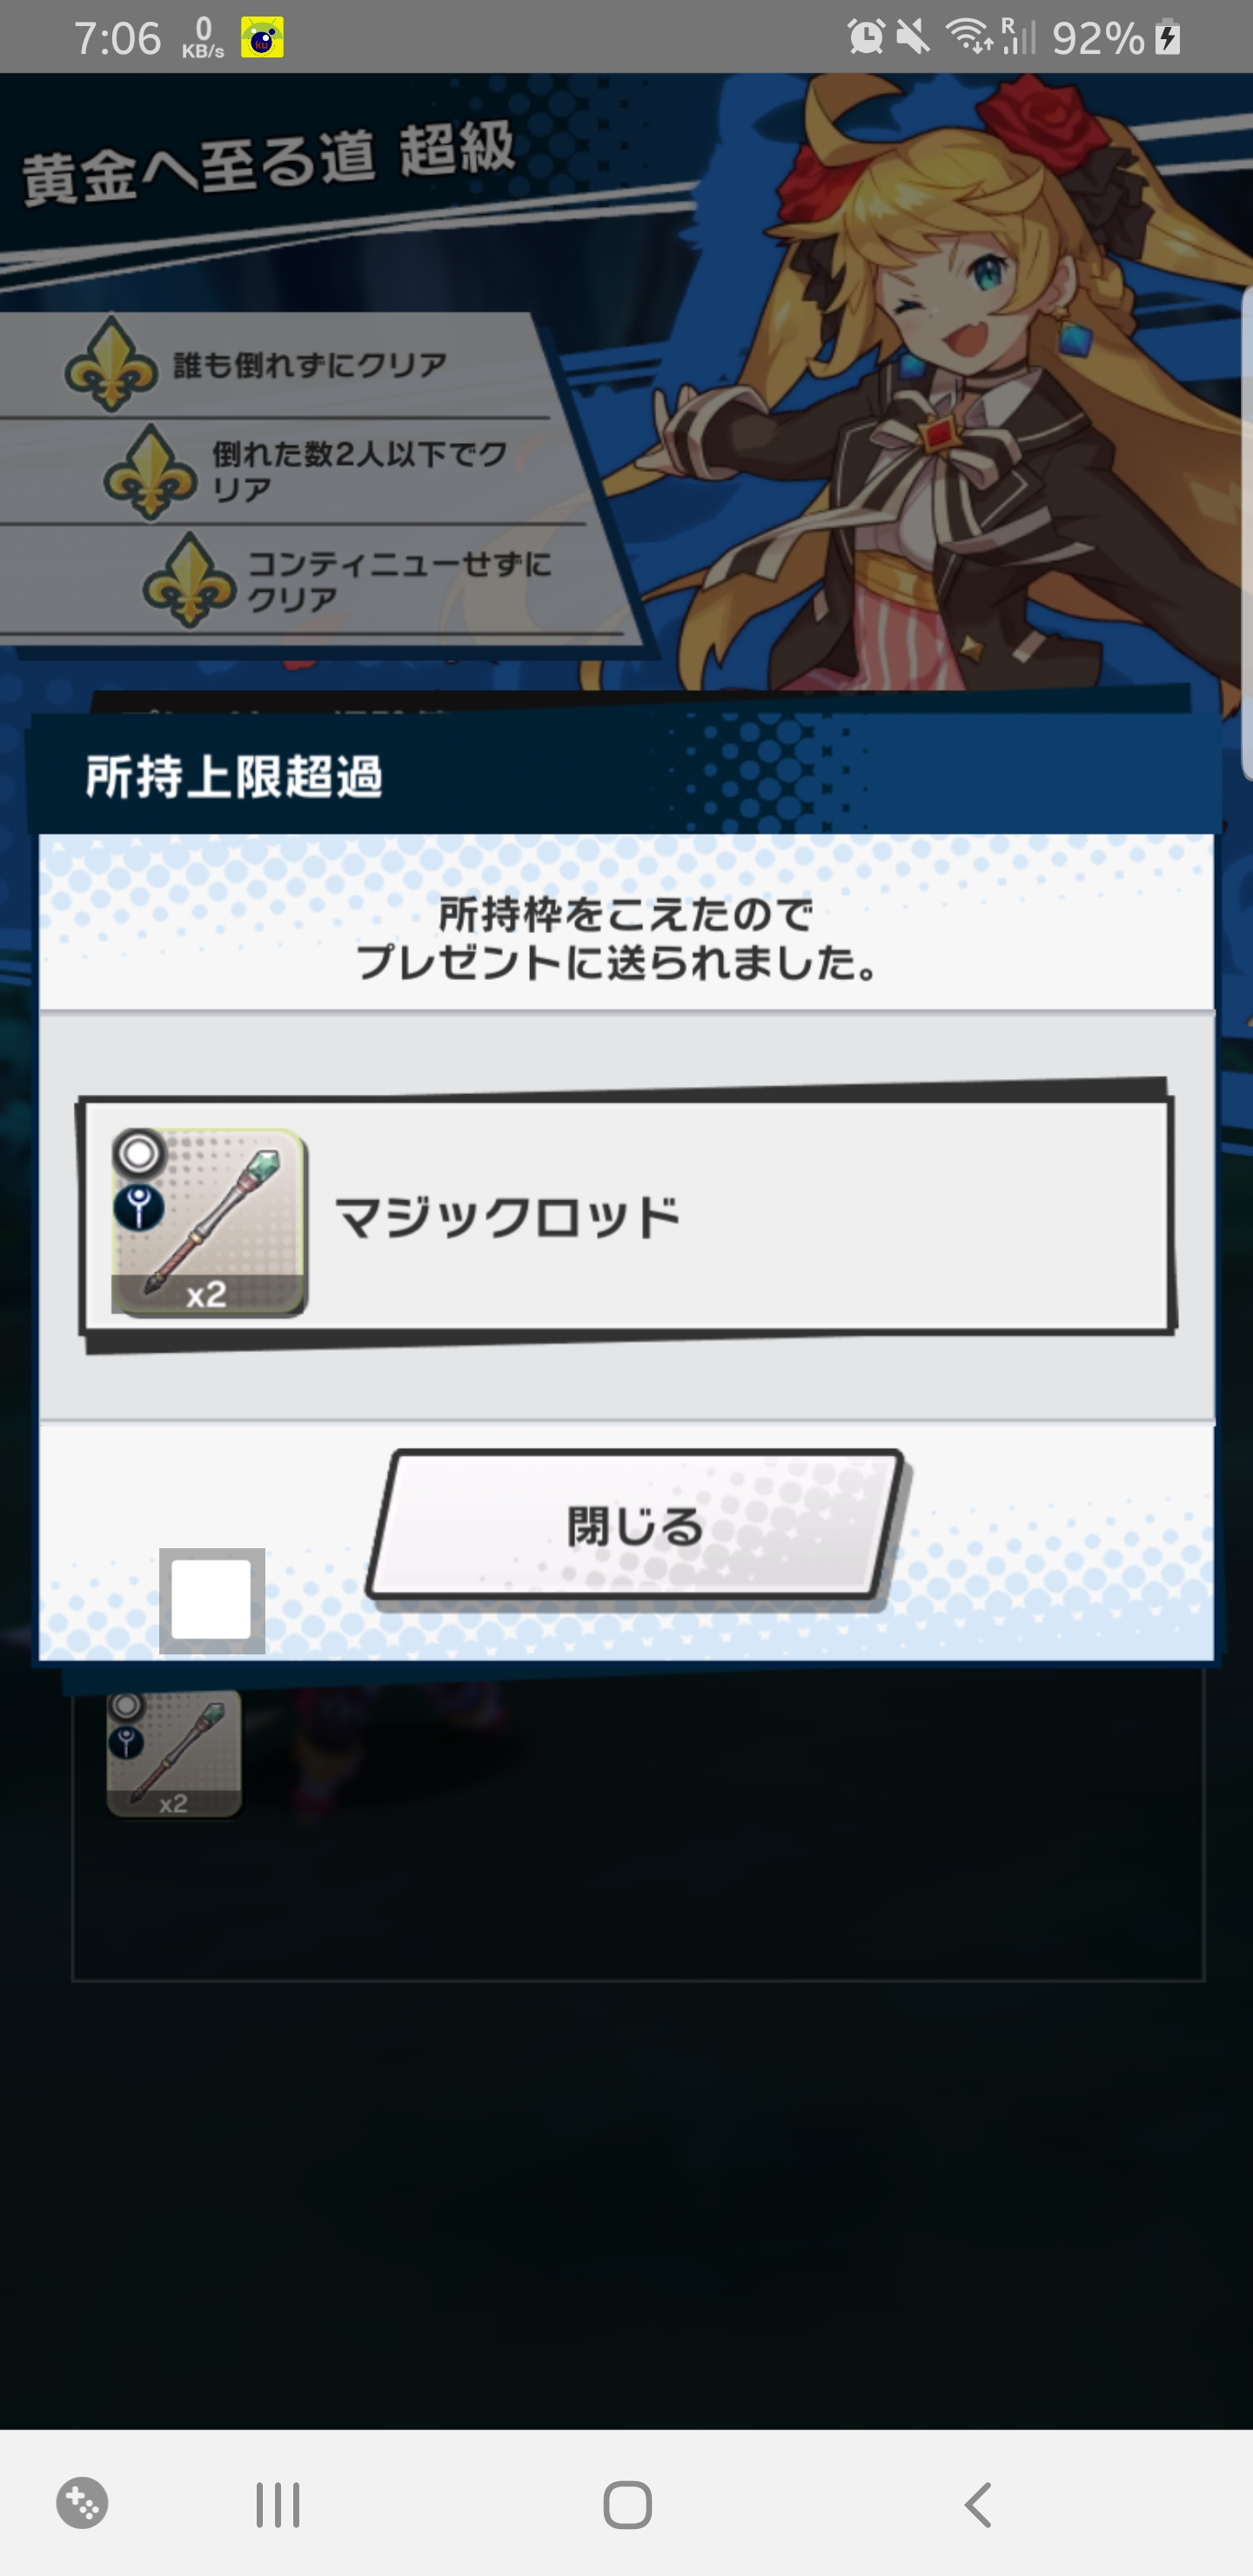 7:06
0
KB/s
R
92%
黄金へ至る道 超級
誰も倒れずにクリア
倒れた数2人以下でク
リア
コンティニューせずに
クリア
所持上限超過
所持枠をこえたので
プレゼントに送られました。
マジックロッド
x2
閉じる
x2